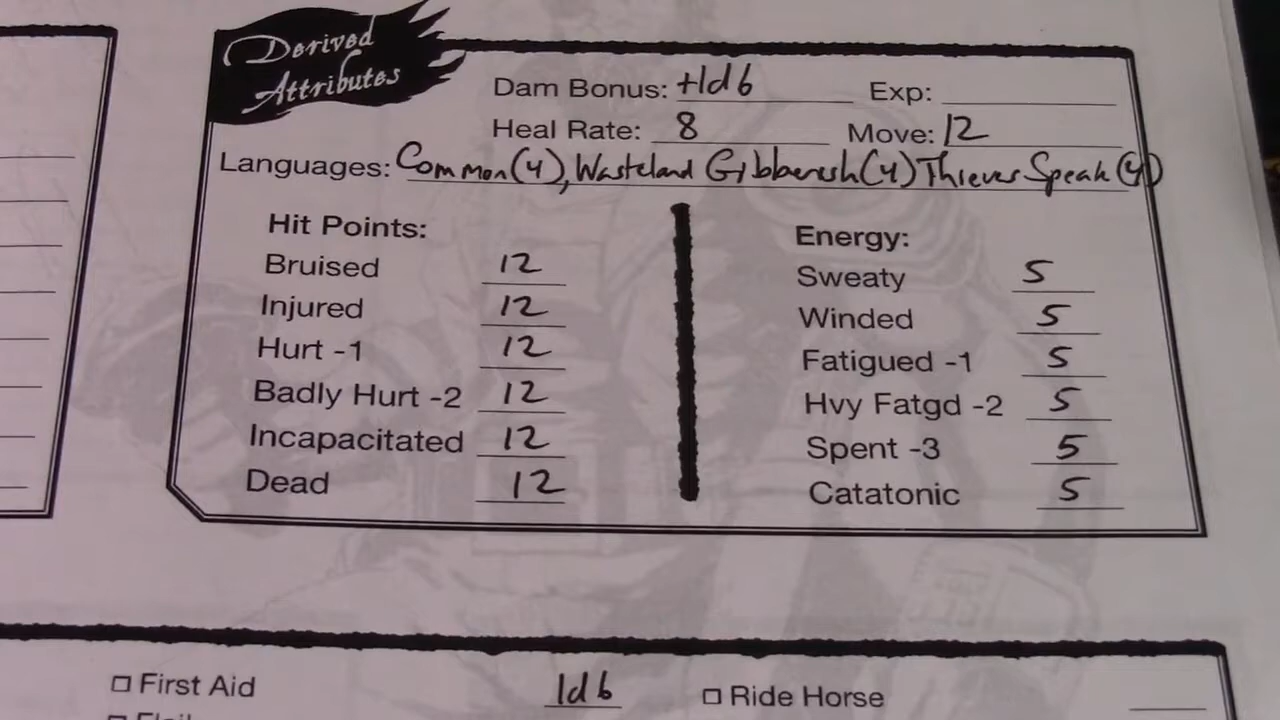 Derived
Attributes
Dam Bonus: +1d6 Exp:
Heal Rate: 8 Move: 12
Languages: Common(4), Wasteland Gibberish(4) Thieves Speak(4)
Hit Points:
Bruised 12
Injured 12
Hurt -1 12
Badly Hurt -2 12
Incapacitated 12
Dead 12
Energy:
Sweaty 5
Winded 5
Fatigued -1 5
Hvy Fatgd -2 5
Spent -3 5
Catatonic 5
First Aid 1d6 Ride Horse